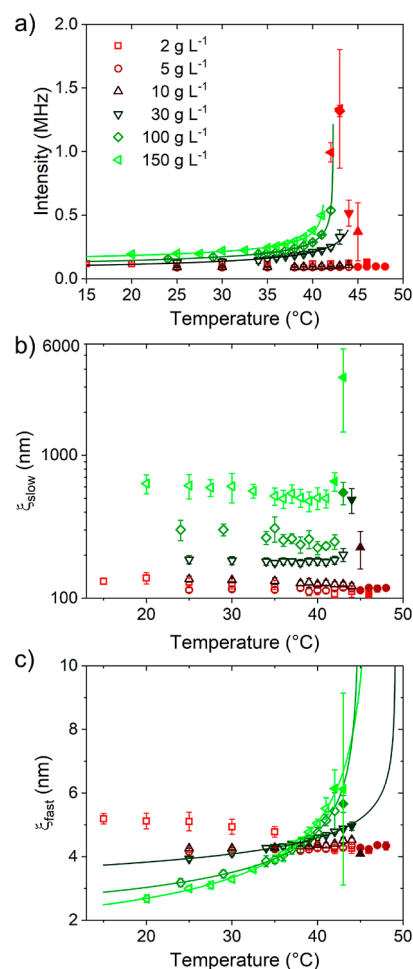 a)
Intensity (MHz)
2.0
1.5
1.0
0.5
0.0
2 g L-1
5 g L-1
10 g L-1
30 g L-1
100 g L-1
150 g L-1
15 20 25 30 35 40 45 50
Temperature (°C)
b)
ξslow (nm)
6000
1000
100
20 30 40 50
Temperature (°C)
c)
ξfast (nm)
10
8
6
4
2
20 30 40 50
Temperature (°C)